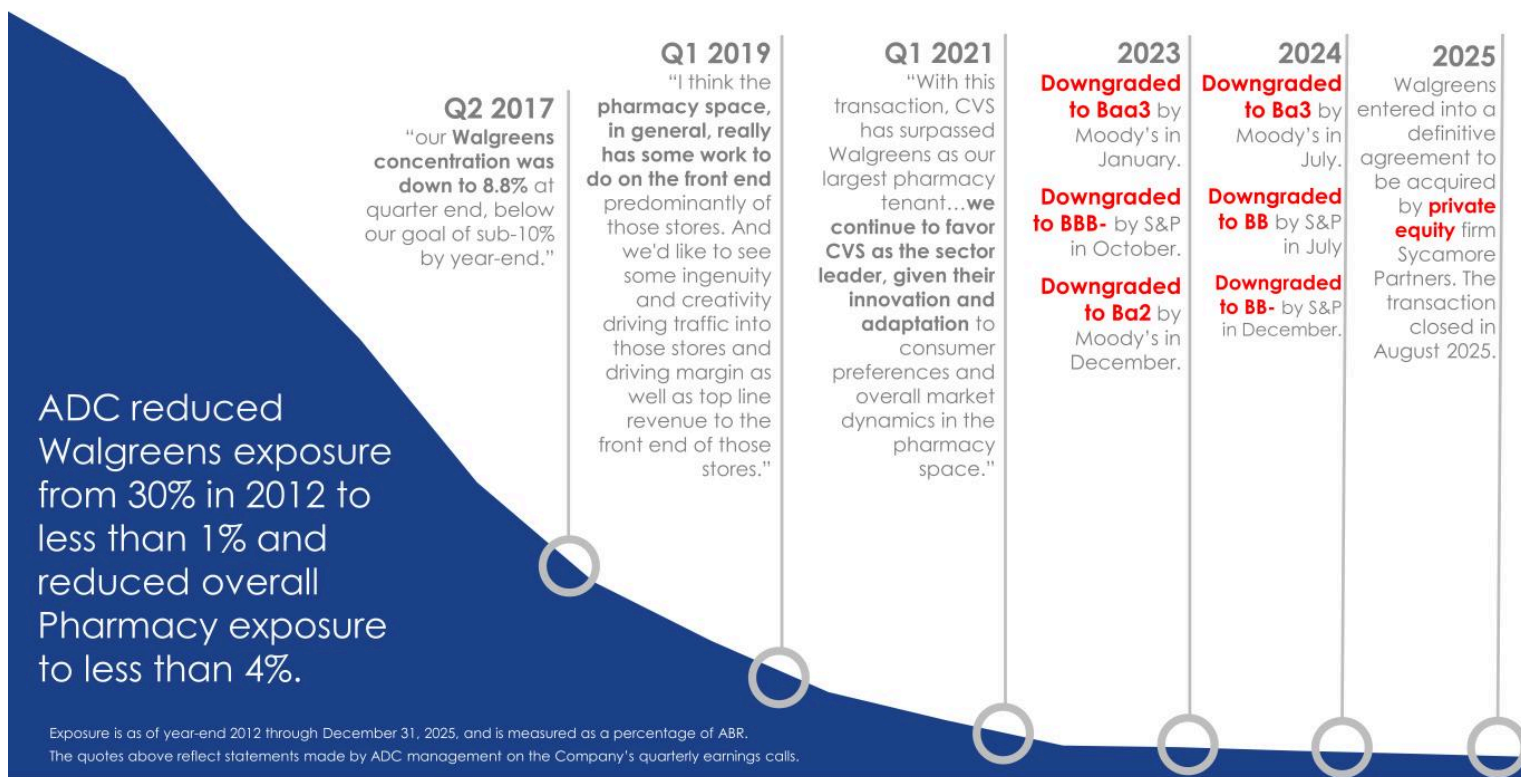 Q2 2017
“our Walgreens
concentration was
down to 8.8% at
quarter end, below
our goal of sub-10%
by year-end.”
Q1 2019
“I think the
pharmacy space,
in general, really
has some work to
do on the front end
predominantly of
those stores. And
we'd like to see
some ingenuity
and creativity
driving traffic into
those stores and
driving margin as
well as top line
revenue to the
front end of those
stores.”
Q1 2021
“With this
transaction, CVS
has surpassed
Walgreens as our
largest pharmacy
tenant...we
continue to favor
CVS as the sector
leader, given their
innovation and
adaptation to
consumer
preferences and
overall market
dynamics in the
pharmacy
space.”
2023
Downgraded
to Baa3 by
Moody’s in
January.
Downgraded
to BBB- by S&P
in October.
Downgraded
to Ba2 by
Moody’s in
December.
2024
Downgraded
to Ba3 by
Moody’s in
July.
Downgraded
to BB by S&P
in July
Downgraded
to BB- by S&P
in December.
2025
Walgreens
entered into a
definitive
agreement to
be acquired
by private
equity firm
Sycamore
Partners. The
transaction
closed in
August 2025.
ADC reduced
Walgreens exposure
from 30% in 2012 to
less than 1% and
reduced overall
Pharmacy exposure
to less than 4%.
Exposure is as of year-end 2012 through December 31, 2025, and is measured as a percentage of ABR.
The quotes above reflect statements made by ADC management on the Company’s quarterly earnings calls.